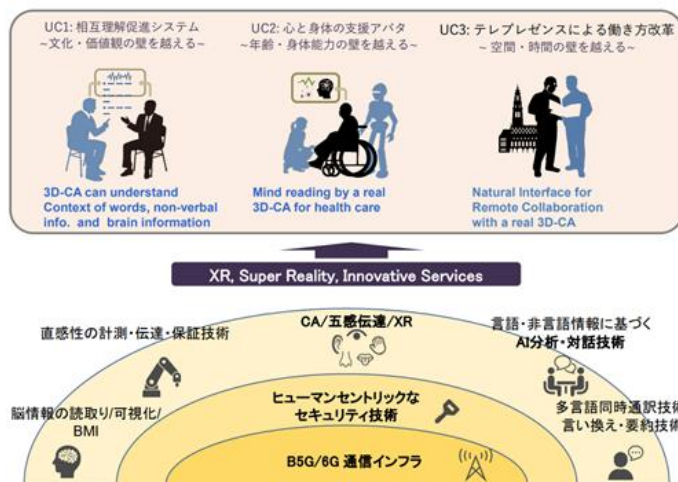 UC1: 相互理解促進システム
~文化・価値観の壁を越える~
UC2: 心と身体の支援アバタ
~年齢・身体能力の壁を越える~
UC3: テレプレゼンスによる働き方改革
~ 空間・時間の壁を越える~
3D-CA can understand
Context of words, non-verbal
info. and brain information
Mind reading by a real
3D-CA for health care
Natural Interface for
Remote Collaboration
with a real 3D-CA
XR, Super Reality, Innovative Services
直感性の計測・伝達・保証技術
CA/五感伝達/XR
言語・非言語情報に基づく
AI分析・対話技術
脳情報の読取り/可視化/
BMI
ヒューマンセントリックな
セキュリティ技術
多言語同時通訳技術
言い換え・要約技術
B5G/6G 通信インフラ